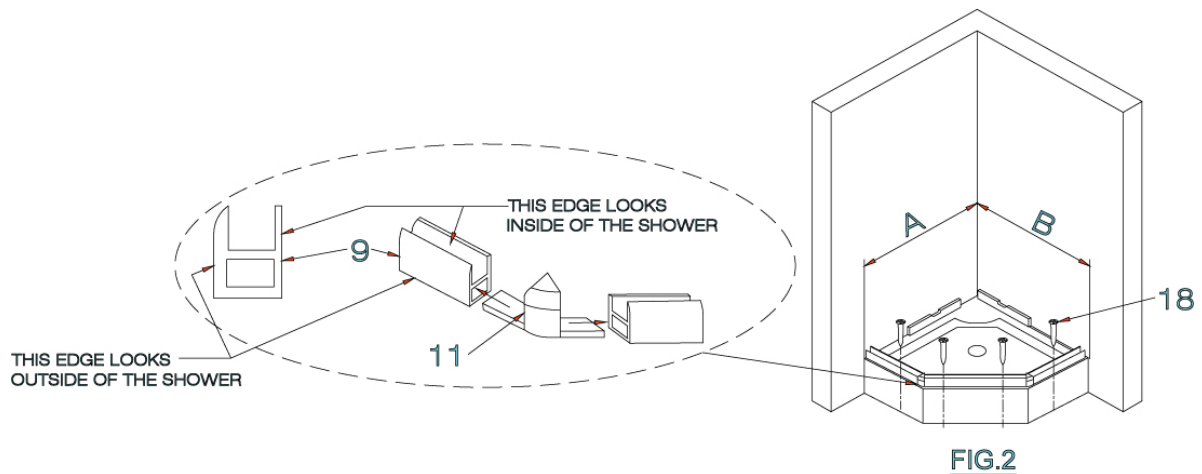 THIS EDGE LOOKS
INSIDE OF THE SHOWER
9
11
THIS EDGE LOOKS
OUTSIDE OF THE SHOWER
A
B
18
FIG.2